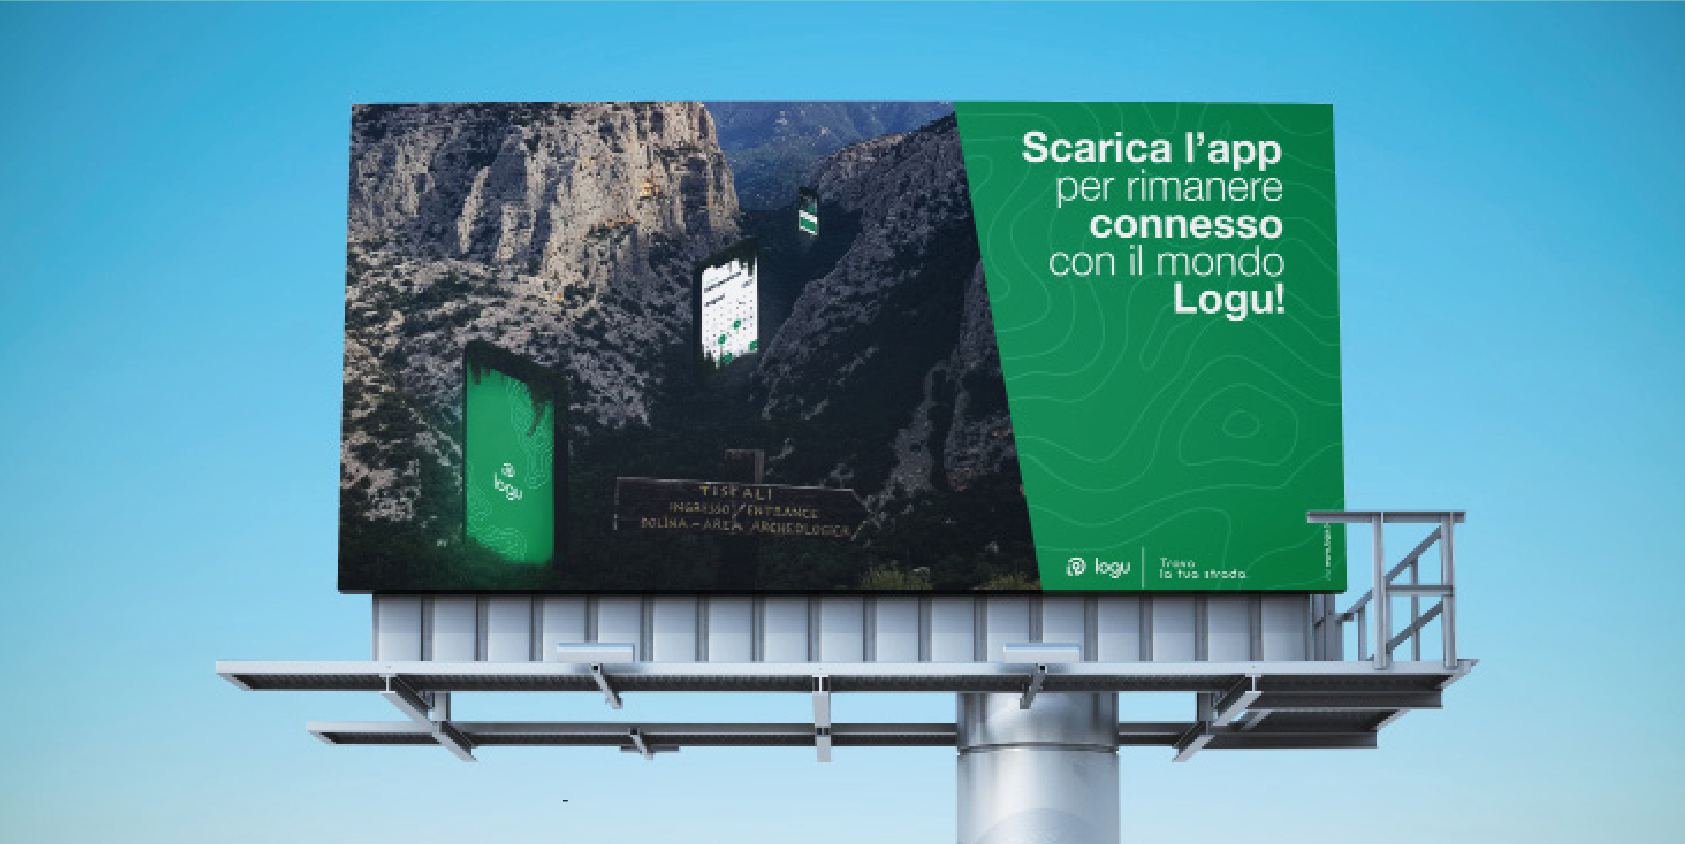 Scarica l'app
per rimanere
connesso
con il mondo
Logu!
logu
TISCALI
INGRESSO/ENTRANCE
DOLINA-AREA ARCHEOLOGICA
logu
la tua strada.